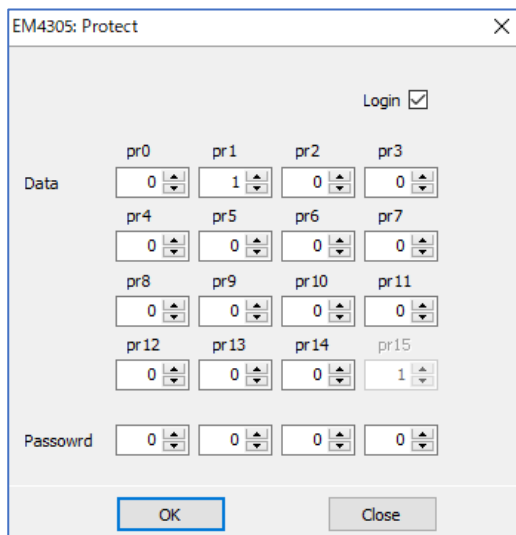 EM4305: Protect
Login
pr0 pr1 pr2 pr3
Data 0 1 0 0
pr4 pr5 pr6 pr7
0 0 0 0
pr8 pr9 pr10 pr11
0 0 0 0
pr12 pr13 pr14 pr15
0 0 0 1
Passowrd 0 0 0 0
OK Close